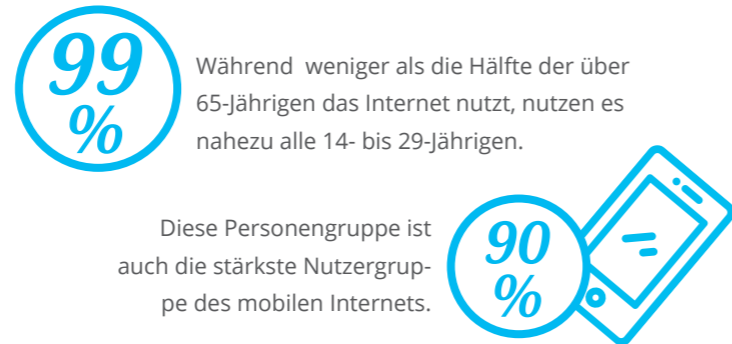 99
%
Während weniger als die Hälfte der über
65-Jährigen das Internet nutzt, nutzen es
nahezu alle 14- bis 29-Jährigen.
Diese Personengruppe ist
auch die stärkste Nutzergrup-
pe des mobilen Internets.
90
%